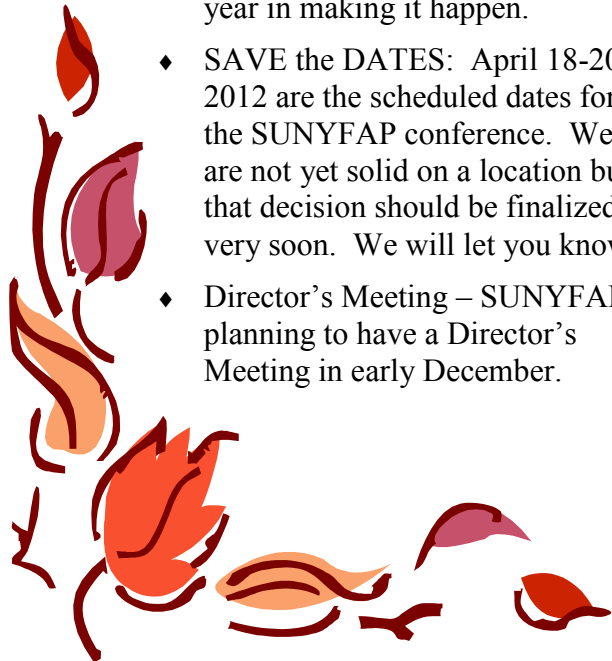 year in making it happen.
♦ SAVE the DATES: April 18-20
2012 are the scheduled dates for
the SUNYFAP conference. We
are not yet solid on a location bu
that decision should be finalized
very soon. We will let you know
♦ Director's Meeting – SUNYFA
planning to have a Director's
Meeting in early December.